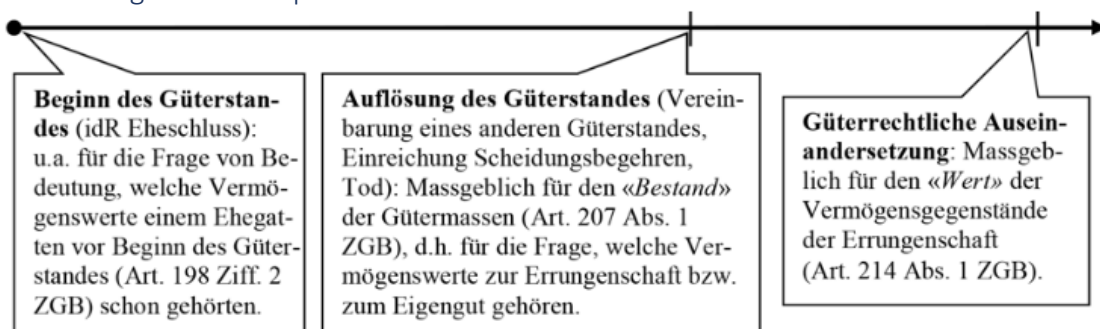 Beginn des Güterstan-
des (idR Eheschluss):
u.a. für die Frage von Be-
deutung, welche Vermö-
genswerte einem Ehegat-
ten vor Beginn des Güter-
standes (Art. 198 Ziff. 2
ZGB) schon gehörten.
Auflösung des Güterstandes (Verein-
barung eines anderen Güterstandes,
Einreichung Scheidungsbegehren,
Tod): Massgeblich für den «Bestand»
der Gütermassen (Art. 207 Abs. 1
ZGB), d.h. für die Frage, welche Ver-
mögenswerte zur Errungenschaft bzw.
zum Eigengut gehören.
Güterrechtliche Ausein-
andersetzung: Massgeb-
lich für den «Wert» der
Vermögensgegenstände
der Errungenschaft
(Art. 214 Abs. 1 ZGB).